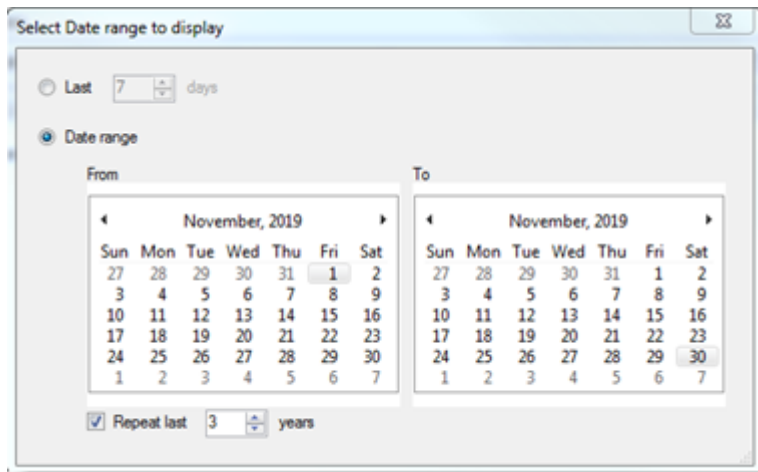 Select Date range to display
Last 7 days
Date range
From To
November, 2019 November, 2019
Sun Mon Tue Wed Thu Fri Sat Sun Mon Tue Wed Thu Fri Sat
27 28 29 30 31 1 2 27 28 29 30 31 1 2
3 4 5 6 7 8 9 3 4 5 6 7 8 9
10 11 12 13 14 15 16 10 11 12 13 14 15 16
17 18 19 20 21 22 23 17 18 19 20 21 22 23
24 25 26 27 28 29 30 24 25 26 27 28 29 30
1 2 3 4 5 6 7 1 2 3 4 5 6 7
Repeat last 3 years